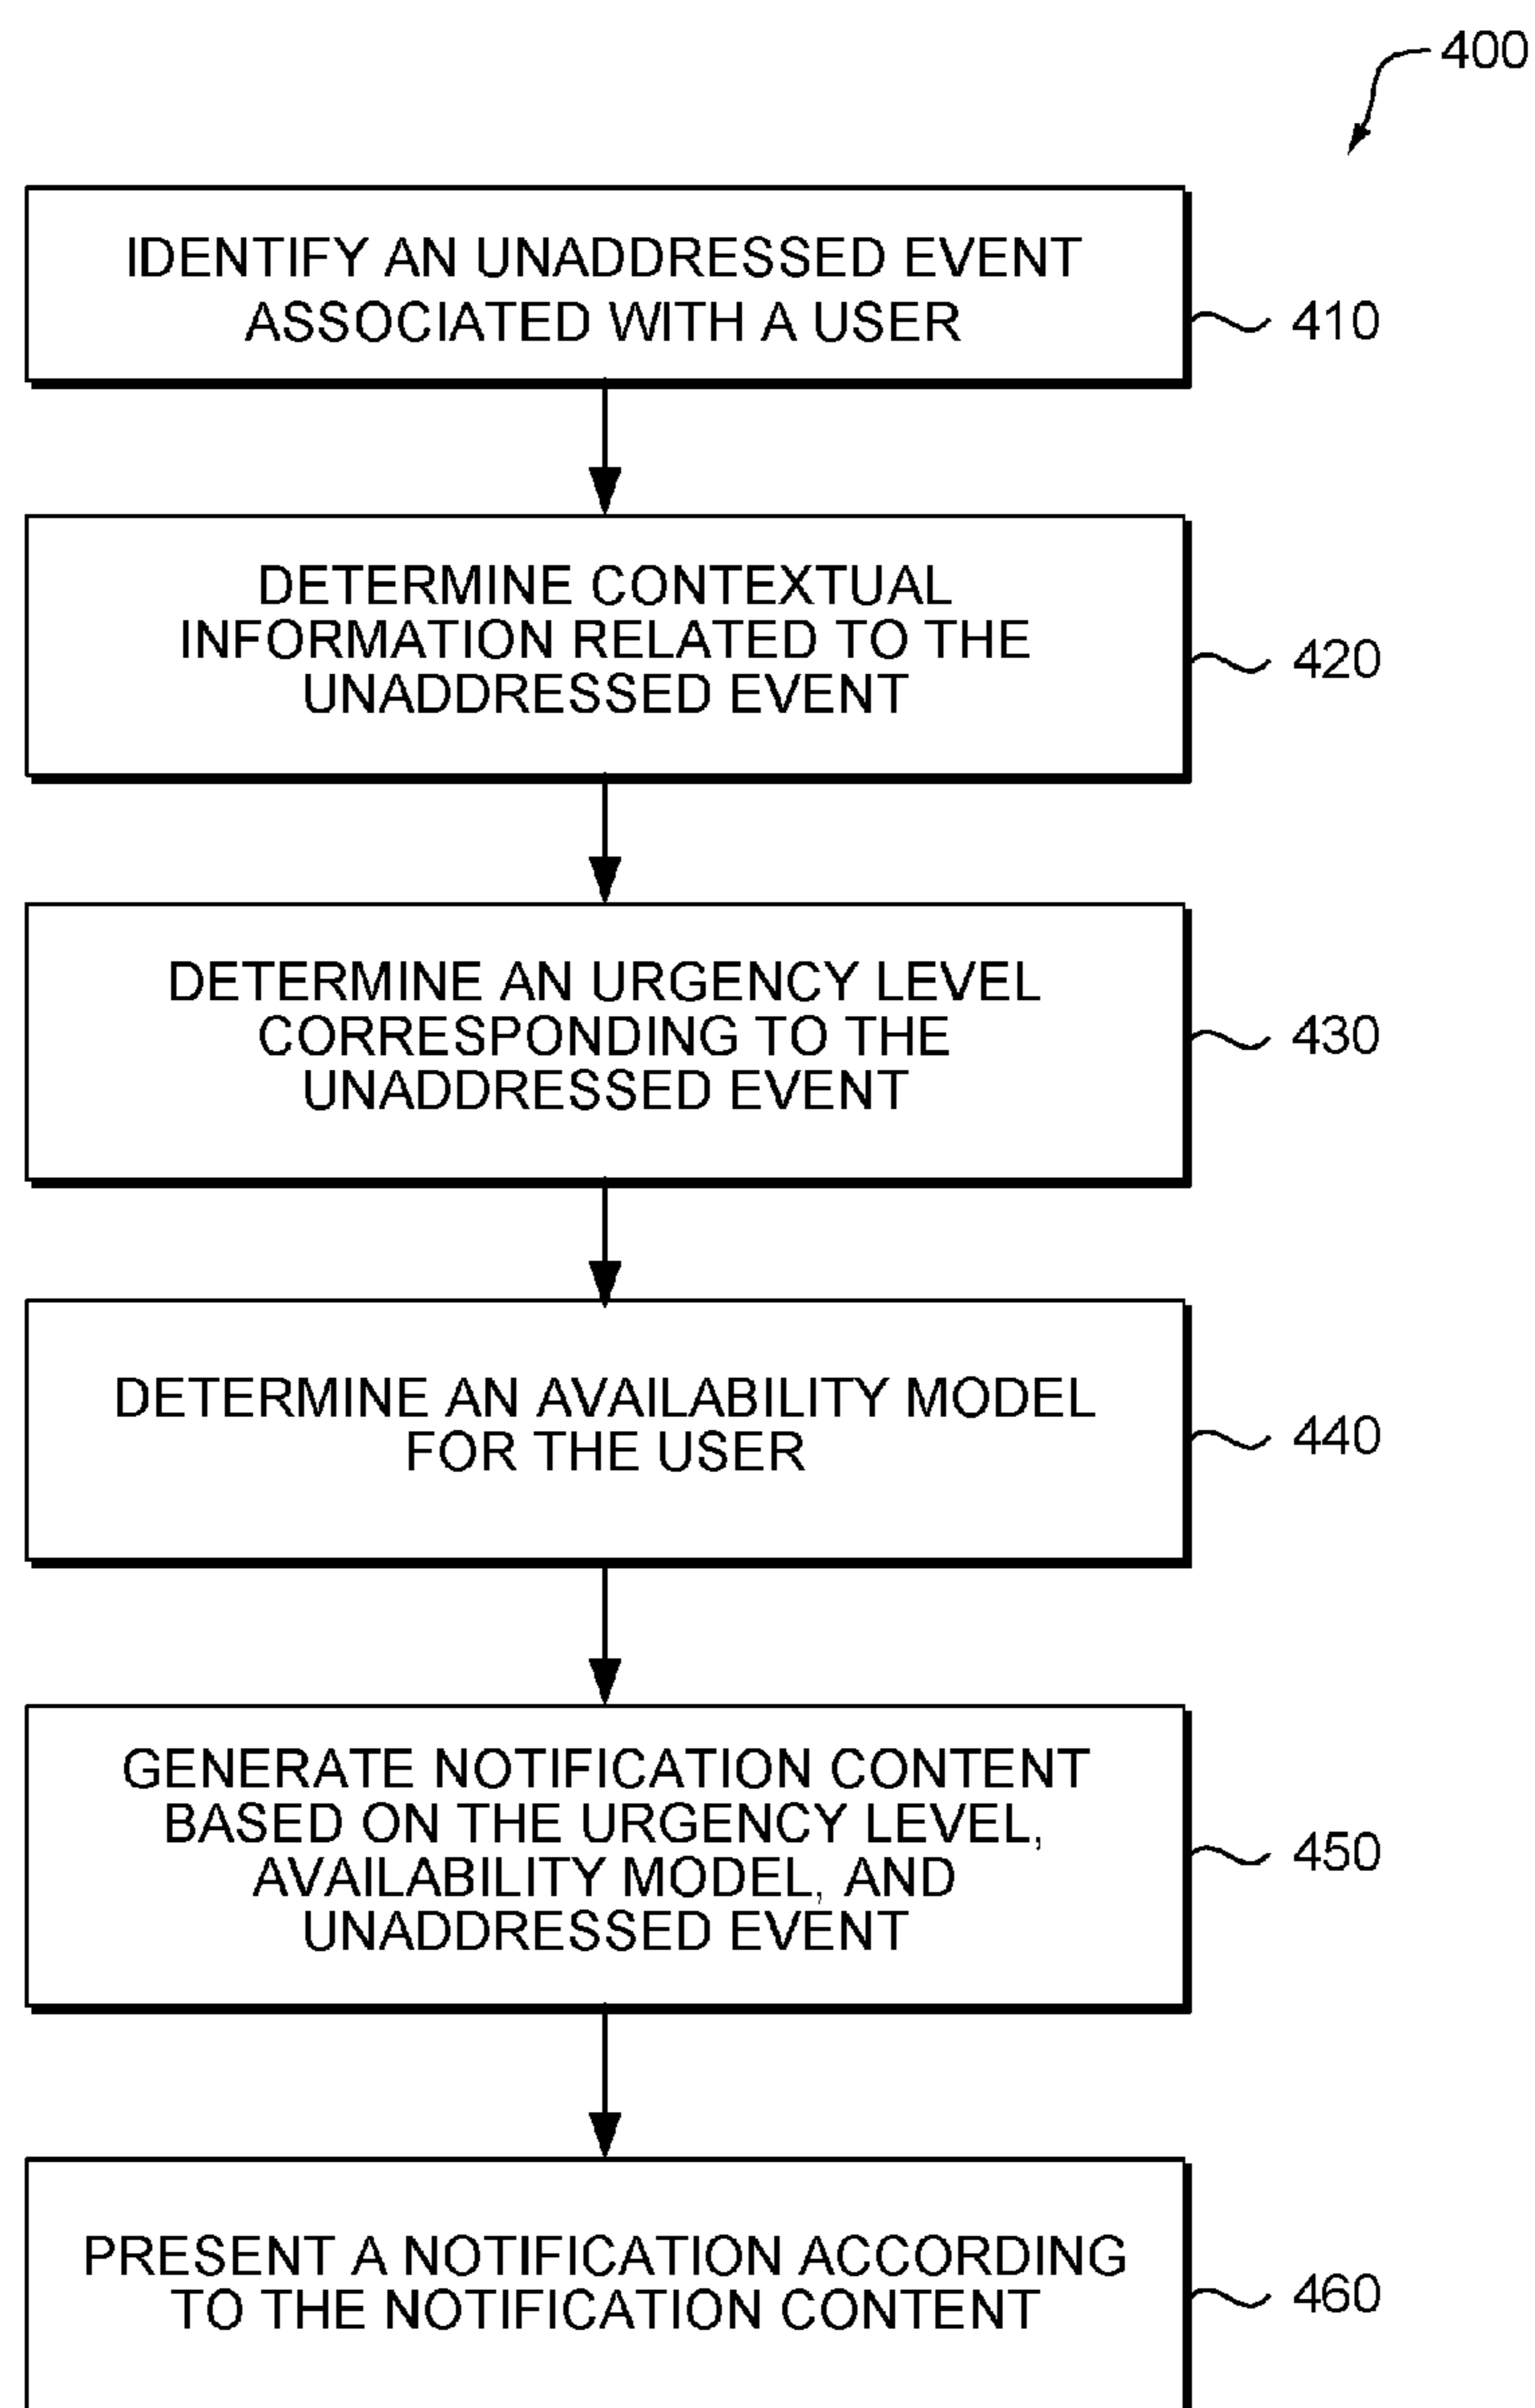 400
IDENTIFY AN UNADDRESSED EVENT
ASSOCIATED WITH A USER
410
DETERMINE CONTEXTUAL
INFORMATION RELATED TO THE
UNADDRESSED EVENT
420
DETERMINE AN URGENCY LEVEL
CORRESPONDING TO THE
UNADDRESSED EVENT
430
DETERMINE AN AVAILABILITY MODEL
FOR THE USER
440
GENERATE NOTIFICATION CONTENT
BASED ON THE URGENCY LEVEL,
AVAILABILITY MODEL, AND
UNADDRESSED EVENT
450
PRESENT A NOTIFICATION ACCORDING
TO THE NOTIFICATION CONTENT
460